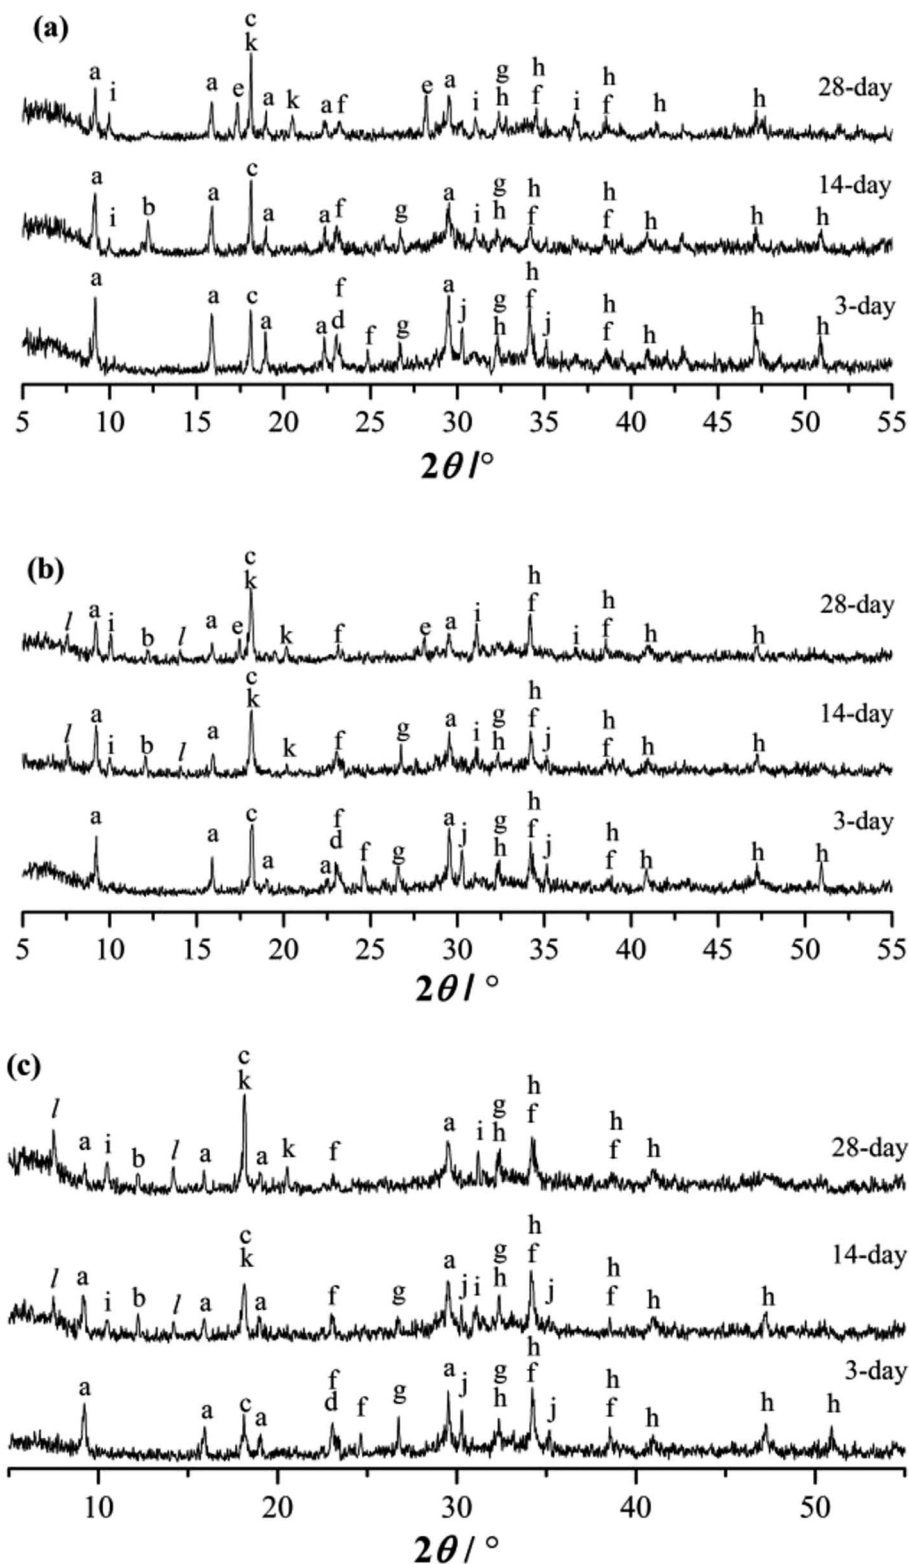 (a)
c
k
a i a e a k a f e a i g h h f i h f h h 28-day
a i b a c a a f g a i g h h f h f h h h 14-day
a a c a a f d f g a j g h h f j h f h h h 3-day
5 10 15 20 25 30 35 40 45 50 55
2θ/°
(b)
c
k
l a i b l a e k f e a i h f i h f h h 28-day
c
k
l a i b l a k f g a i g h h f j h f h h 14-day
a a c a a f d f g a j g h h f j h f h h h 3-day
5 10 15 20 25 30 35 40 45 50 55
2θ/ °
(c)
c
k
l a i b l a a k f a i g h h f h f h 28-day
c
k
l a i b l a a f g a j i g h h f j h f h h 14-day
a a c a f d f g a j g h h f j h f h h h 3-day
10 20 30 40 50
2θ/ °